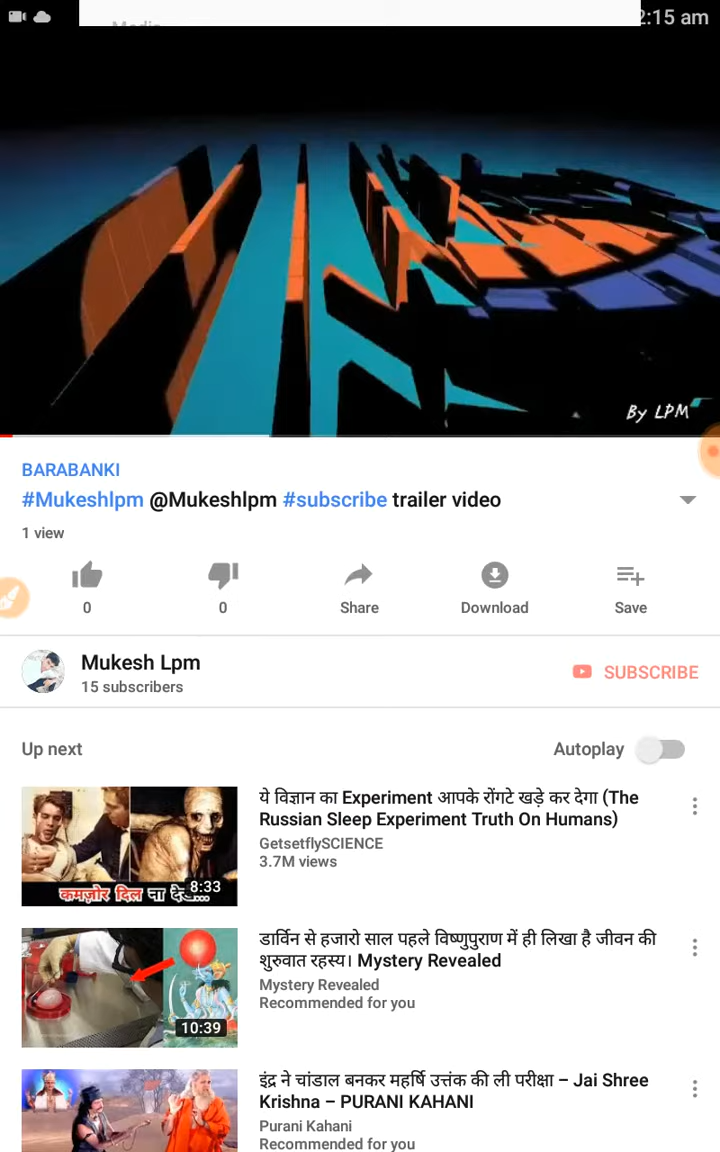 :15 am
By LPM
BARABANKI
#Mukeshlpm @Mukeshlpm #subscribe trailer video
1 view
0
0
Share
Download
Save
Mukesh Lpm
15 subscribers
SUBSCRIBE
Up next
Autoplay
ये विज्ञान का Experiment आपके रोंगटे खड़े कर देगा (The
Russian Sleep Experiment Truth On Humans)
GetsetflySCIENCE
3.7M views
कमज़ोर दिल ना
8:33
डार्विन से हजारो साल पहले विष्णुपुराण में ही लिखा है जीवन की
शुरुवात रहस्य। Mystery Revealed
Mystery Revealed
Recommended for you
10:39
इंद्र ने चांडाल बनकर महर्षि उत्तंक की ली परीक्षा – Jai Shree
Krishna – PURANI KAHANI
Purani Kahani
Recommended for you